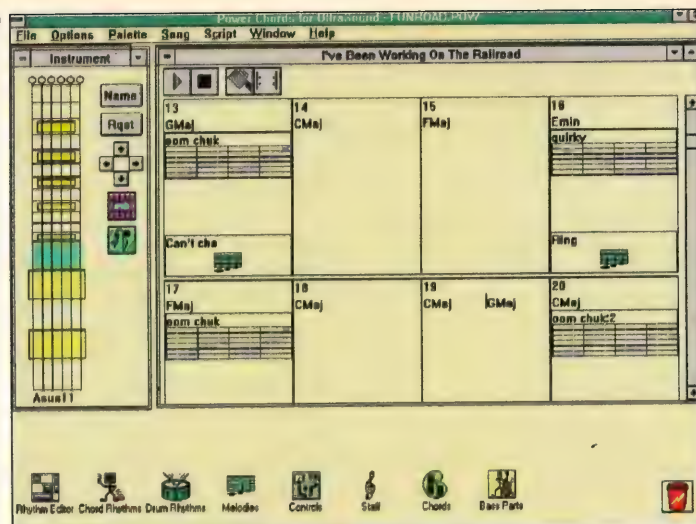 Power Chords for UltraSound - FUNROAD.POW
File Options Palette Song Script Window Help
Instrument
I've Been Working On The Railroad
Name
Rqst
13
GMaj
oom chuk
Can't cha
14
CMaj
15
FMaj
16
Emin
quirky
Fling
17
FMaj
oom chuk
18
CMaj
19
CMaj GMaj
20
CMaj
oom chuk:2
Rhythm Editor
Chord Rhythms
Drum Rhythms
Melodies
Controls
Staff
Chords
Bass Parts